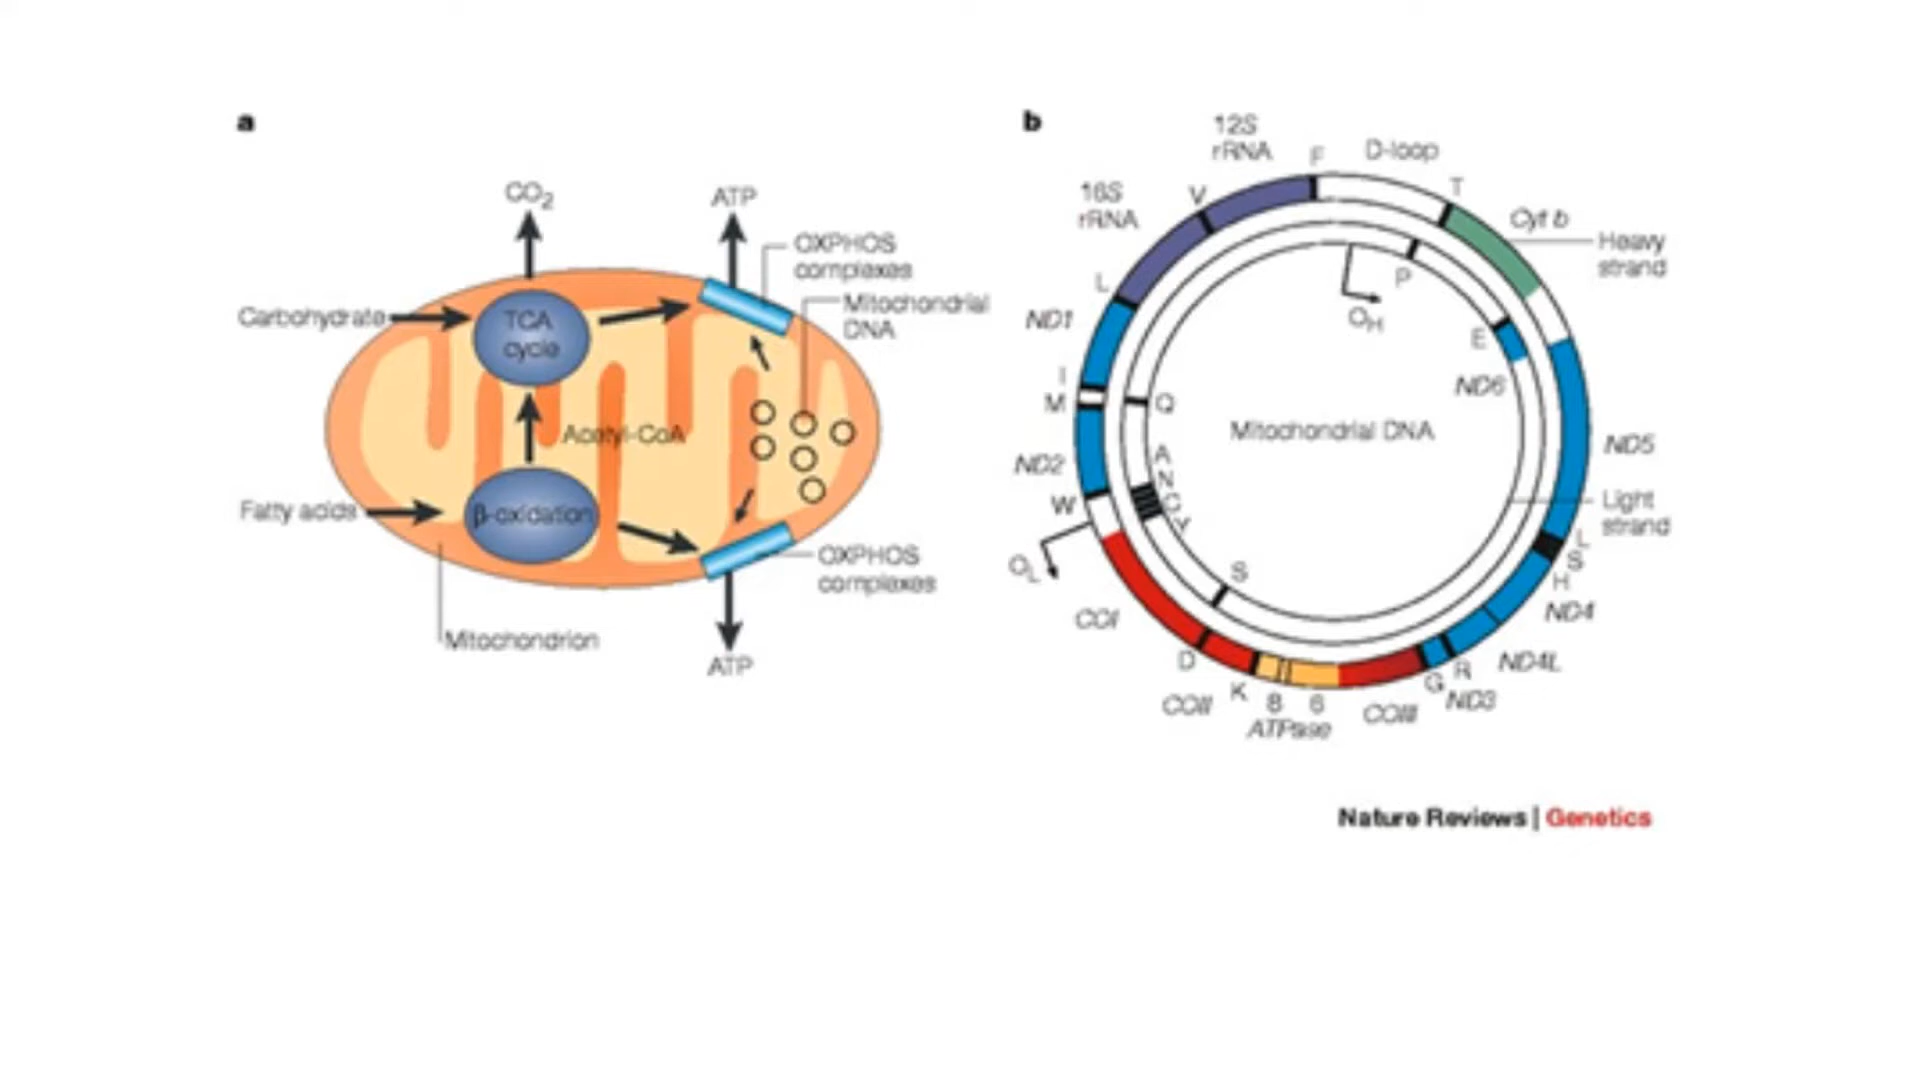 a
CO2
ATP
OXPHOS
complexes
Mitochondrial
DNA
Carbohydrate
TCA
cycle
Acetyl-CoA
Fatty acids
β-oxidation
OXPHOS
complexes
Mitochondrion
ATP
b
12S
rRNA
F
D-loop
16S
rRNA
V
T
Cyt b
Heavy
strand
L
P
OH
ND1
E
ND6
I
M
Q
Mitochondrial DNA
ND5
ND2
A
N
C
Y
W
Light
strand
OL
L
S
H
S
COI
ND4
D
ND4L
K
R
G
ND3
COII
8 6
COIII
ATPase
Nature Reviews | Genetics